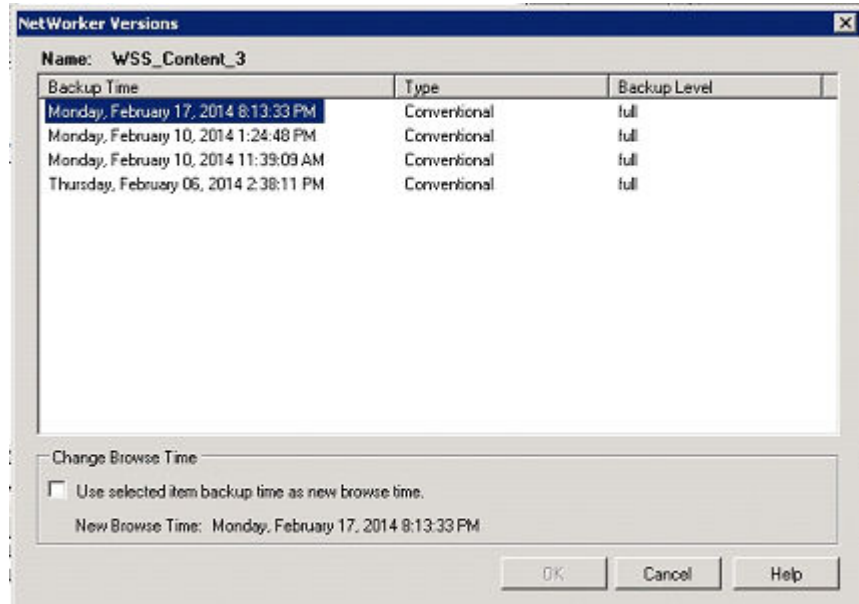 NetWorker Versions
Name: WSS_Content_3
Backup Time Type Backup Level
Monday, February 17, 2014 8:13:33 PM Conventional full
Monday, February 10, 2014 1:24:48 PM Conventional full
Monday, February 10, 2014 11:39:09 AM Conventional full
Thursday, February 06, 2014 2:38:11 PM Conventional full
Change Browse Time
Use selected item backup time as new browse time.
New Browse Time: Monday, February 17, 2014 8:13:33 PM
OK Cancel Help